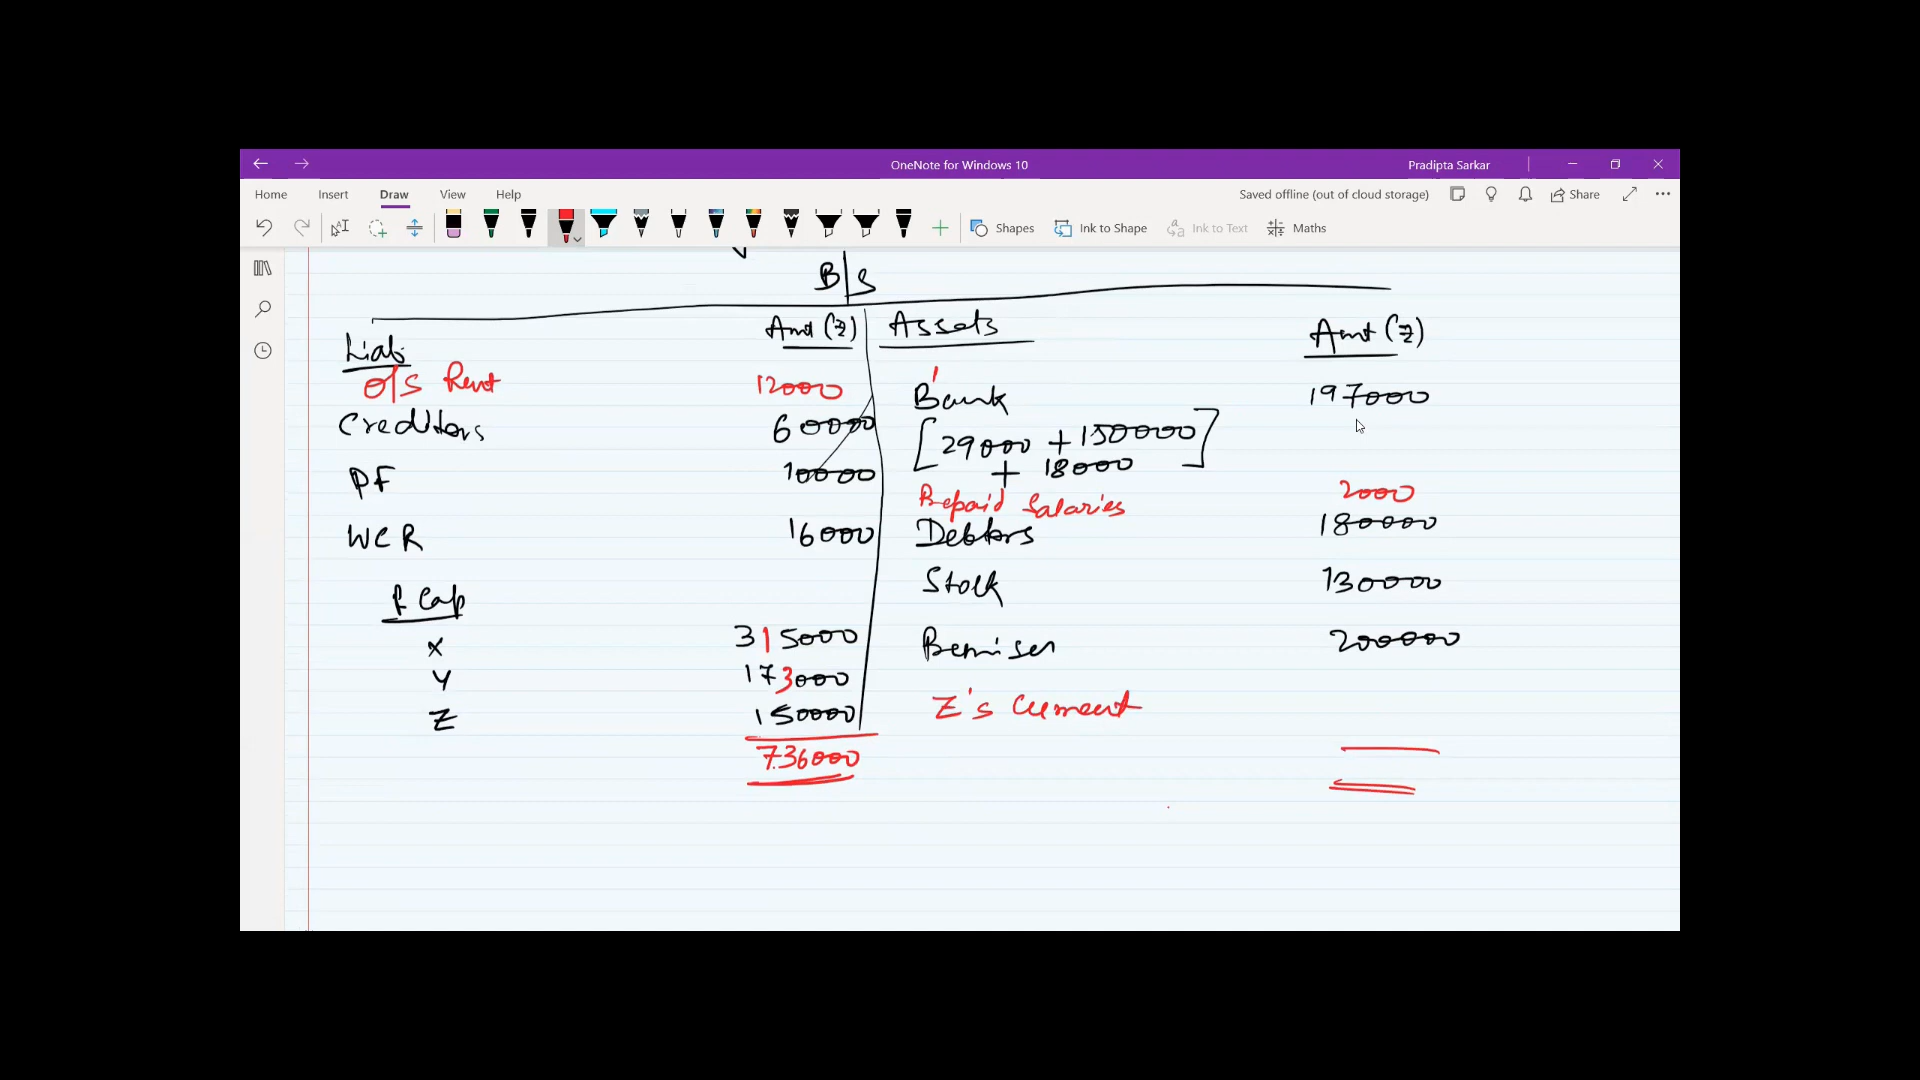 OneNote for Windows 10
Pradipta Sarkar
Home Insert Draw View Help
Saved offline (out of cloud storage)
Share
Shapes Ink to Shape Ink to Text Maths
B/S
Liab. Amt (₹) Assets Amt (₹)
O/S Rent 12000
Bank 197000
Creditors 60000
[29000 + 150000
+ 18000]
PF 10000
Prepaid Salaries 2000
WCR 16000
Debtors 180000
P Cap
Stock 130000
X 315000
Premises 200000
Y 173000
Z 150000
Z's Current
736000